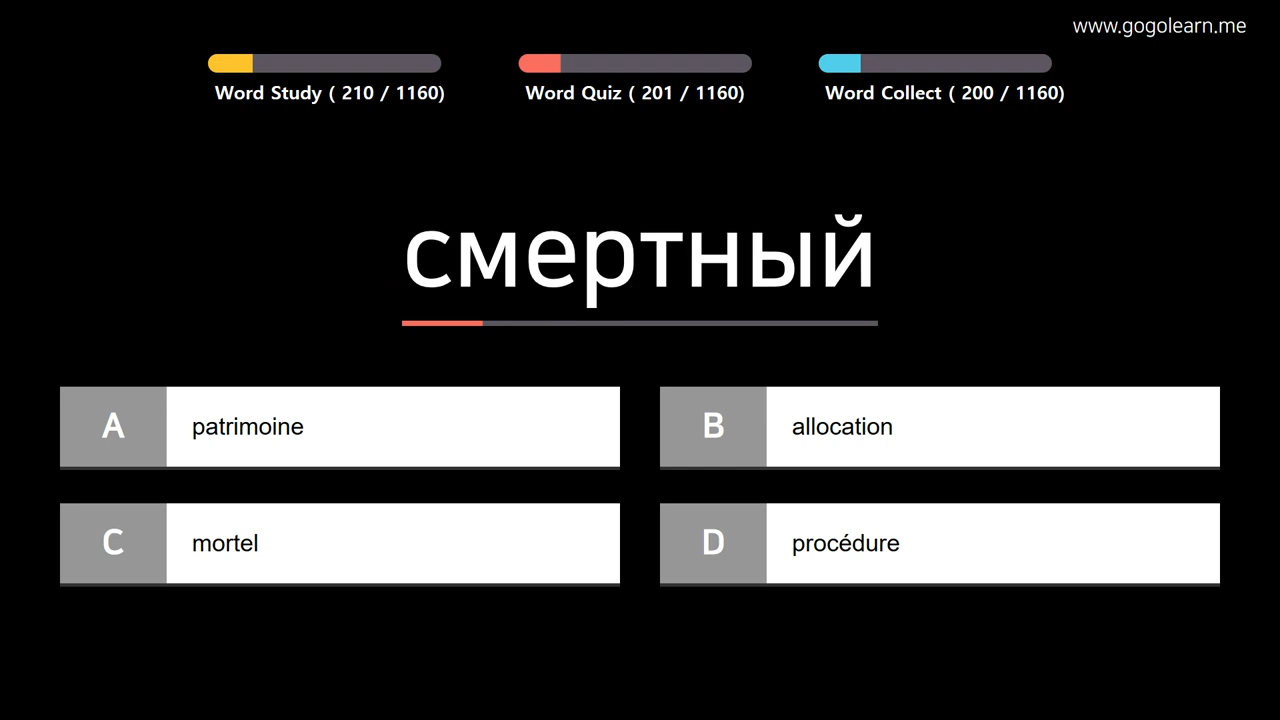 www.gogolearn.me
Word Study ( 210 / 1160)
Word Quiz ( 201 / 1160)
Word Collect ( 200 / 1160)
смертный
A patrimoine
B allocation
C mortel
D procédure